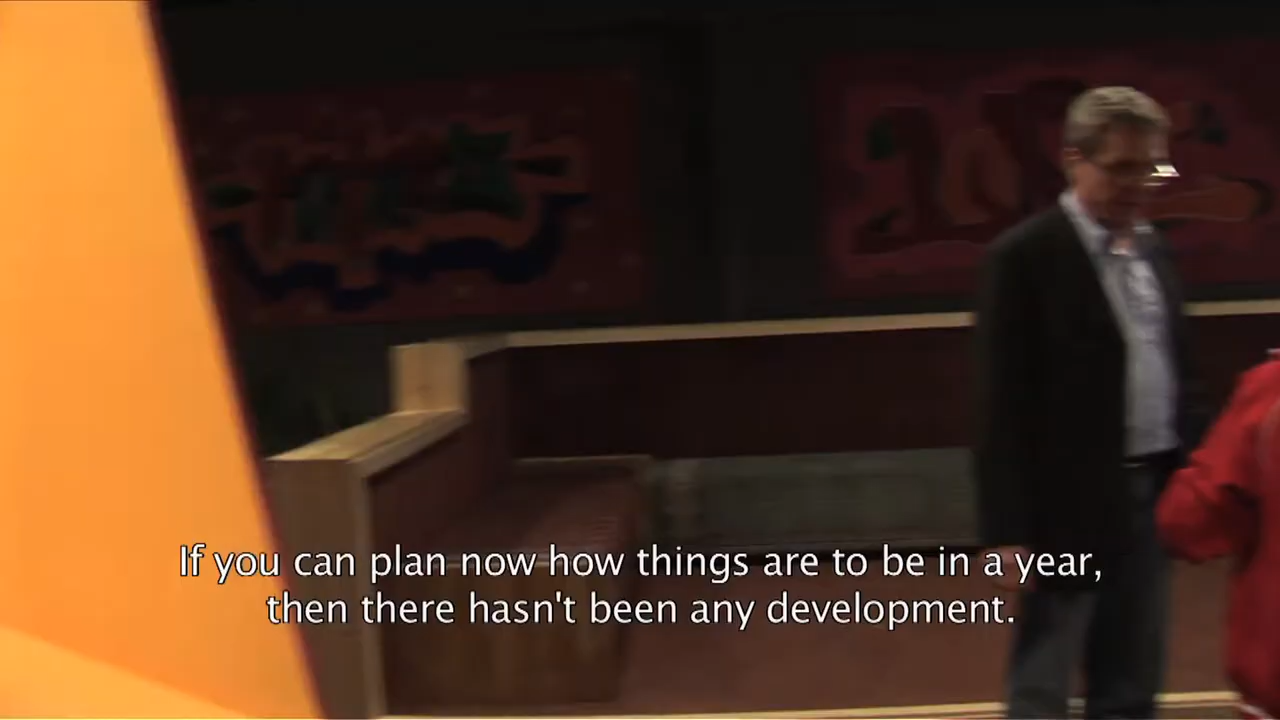 If you can plan now how things are to be in a year,
then there hasn't been any development.